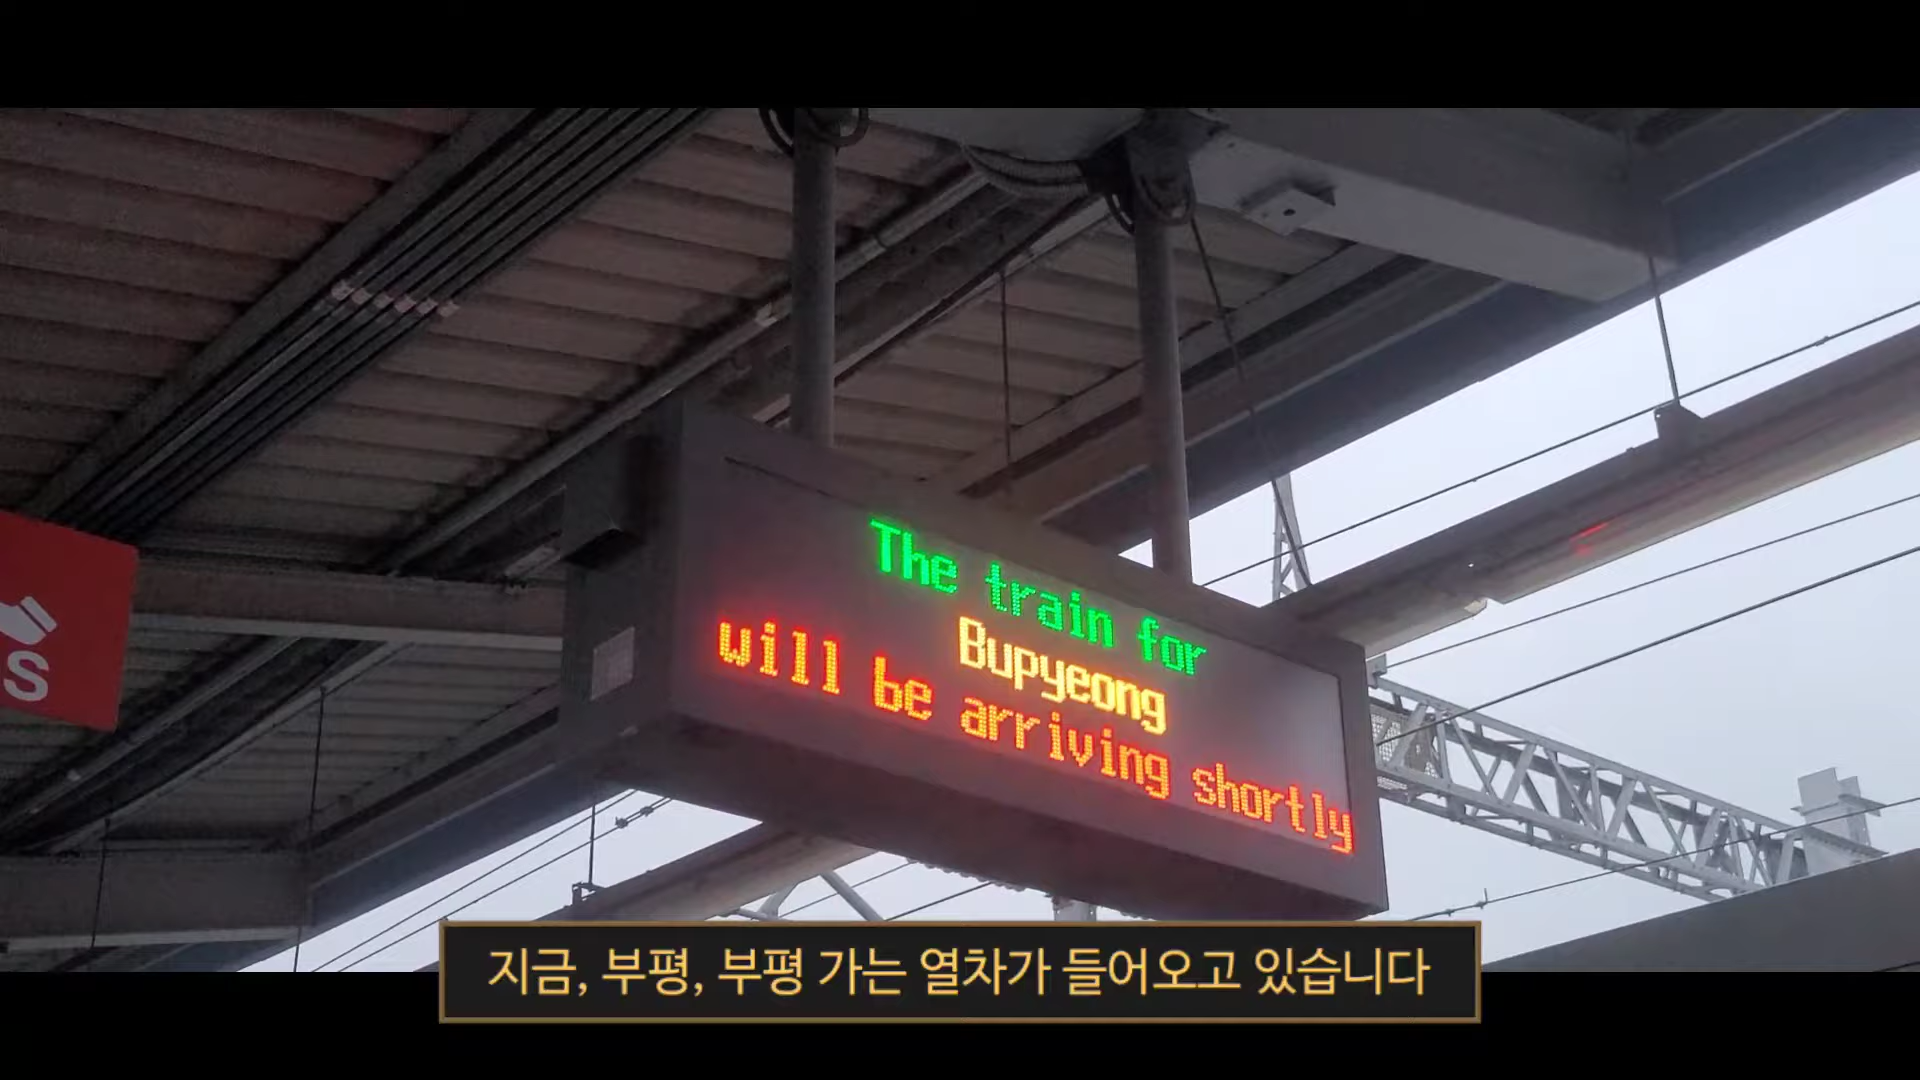 The train for
Bupyeong
will be arriving shortly
S
지금, 부평, 부평 가는 열차가 들어오고 있습니다